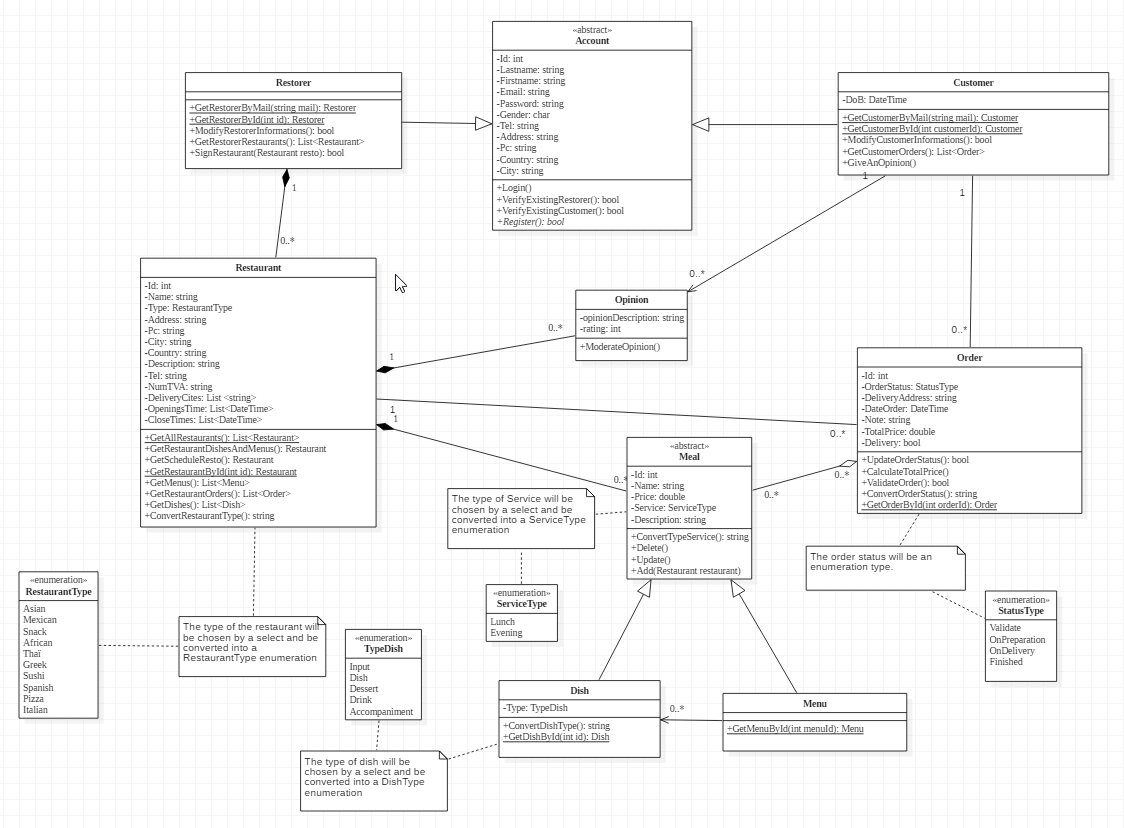 «abstract»
Account
-Id: int
-Lastname: string
-Firstname: string
-Email: string
-Password: string
-Gender: char
-Tel: string
-Address: string
-Pc: string
-Country: string
-City: string
+Login()
+VerifyExistingRestorer(): bool
+VerifyExistingCustomer(): bool
+Register(): bool
Restorer
+GetRestorerByMail(string mail): Restorer
+GetRestorerById(int id): Restorer
+ModifyRestorerInformations(): bool
+GetRestorerRestaurants(): List<Restaurant>
+SignRestaurant(Restaurant resto): bool
Customer
-DoB: DateTime
+GetCustomerByMail(string mail): Customer
+GetCustomerById(int customerId): Customer
+ModifyCustomerInformations(): bool
+GetCustomerOrders(): List<Order>
+GiveAnOpinion()
1
0..*
1
0..*
1
0..*
Restaurant
-Id: int
-Name: string
-Type: RestaurantType
-Address: string
-Pc: string
-City: string
-Country: string
-Description: string
-Tel: string
-NumTVA: string
-DeliveryCites: List <string>
-OpeningsTime: List<DateTime>
-CloseTimes: List<DateTime>
+GetAllRestaurants(): List<Restaurant>
+GetRestaurantDishesAndMenus(): Restaurant
+GetScheduleResto(): Restaurant
+GetRestaurantById(int id): Restaurant
+GetMenus(): List<Menu>
+GetRestaurantOrders(): List<Order>
+GetDishes(): List<Dish>
+ConvertRestaurantType(): string
Opinion
-opinionDescription: string
-rating: int
+ModerateOpinion()
1
0..*
1
0..*
1
0..*
Order
-Id: int
-OrderStatus: StatusType
-DeliveryAddress: string
-DateOrder: DateTime
-Note: string
-TotalPrice: double
-Delivery: bool
+UpdateOrderStatus(): bool
+CalculateTotalPrice()
+ValidateOrder(): bool
+ConvertOrderStatus(): string
+GetOrderById(int orderId): Order
«abstract»
Meal
-Id: int
-Name: string
-Price: double
-Service: ServiceType
-Description: string
+ConvertTypeService(): string
+Delete()
+Update()
+Add(Restaurant restaurant)
0..*
0..*
The type of Service will be
chosen by a select and be
converted into a ServiceType
enumeration
The order status will be an
enumeration type.
«enumeration»
RestaurantType
Asian
Mexican
Snack
African
Thaï
Greek
Sushi
Spanish
Pizza
Italian
The type of the restaurant will
be chosen by a select and be
converted into a
RestaurantType enumeration
«enumeration»
TypeDish
Input
Dish
Dessert
Drink
Accompaniment
«enumeration»
ServiceType
Lunch
Evening
«enumeration»
StatusType
Validate
OnPreparation
OnDelivery
Finished
Dish
-Type: TypeDish
+ConvertDishType(): string
+GetDishById(int id): Dish
0..*
Menu
+GetMenuById(int menuId): Menu
The type of dish will be
chosen by a select and be
converted into a DishType
enumeration